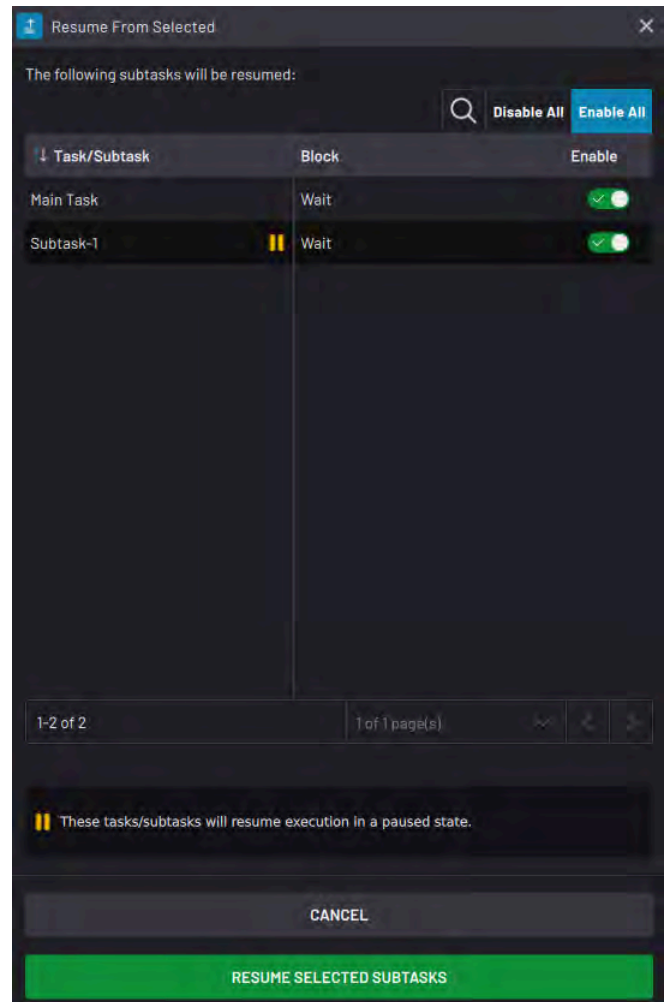 Resume From Selected
The following subtasks will be resumed:
Disable All Enable All
Task/Subtask Block Enable
Main Task Wait
Subtask-1 Wait
1-2 of 2 1 of 1 page(s)
These tasks/subtasks will resume execution in a paused state.
CANCEL
RESUME SELECTED SUBTASKS